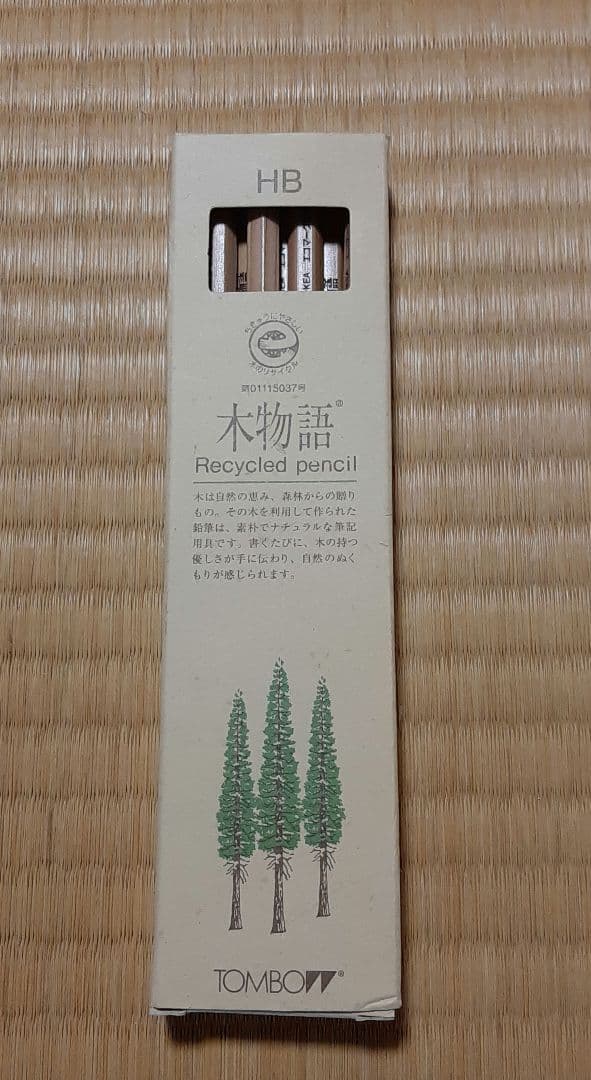 HB
KEA エコマー
ちきゅうにやさしい
木のリサイクル
第01115037号
木物語®
Recycled pencil
木は自然の恵み、森林からの贈り
もの。その木を利用して作られた
鉛筆は、素朴でナチュラルな筆記
用具です。書くたびに、木の持つ
優しさが手に伝わり、自然のぬく
もりが感じられます。
TOMBOW®